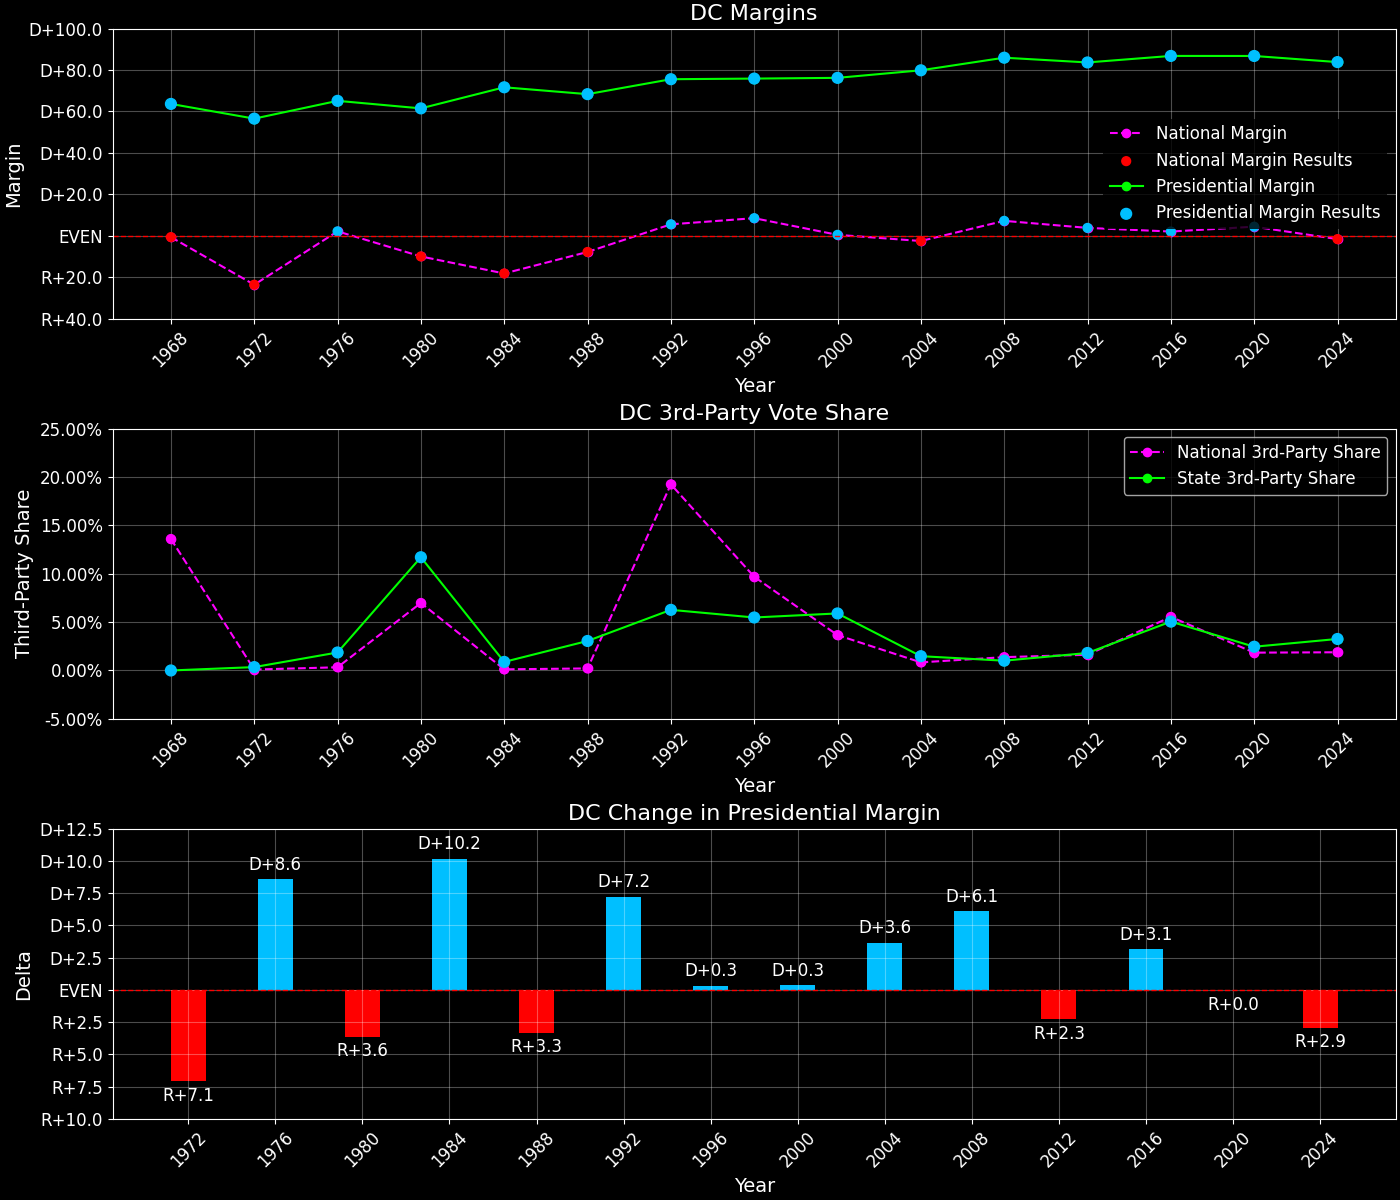 DC Margins
D+100.0
D+80.0
D+60.0
D+40.0
D+20.0
EVEN
R+20.0
R+40.0
Margin
National Margin
National Margin Results
Presidential Margin
Presidential Margin Results
1968 1972 1976 1980 1984 1988 1992 1996 2000 2004 2008 2012 2016 2020 2024
Year
DC 3rd-Party Vote Share
25.00%
20.00%
15.00%
10.00%
5.00%
0.00%
-5.00%
Third-Party Share
National 3rd-Party Share
State 3rd-Party Share
1968 1972 1976 1980 1984 1988 1992 1996 2000 2004 2008 2012 2016 2020 2024
Year
DC Change in Presidential Margin
D+12.5
D+10.0
D+7.5
D+5.0
D+2.5
EVEN
R+2.5
R+5.0
R+7.5
R+10.0
Delta
R+7.1
D+8.6
R+3.6
D+10.2
R+3.3
D+7.2
D+0.3
D+0.3
D+3.6
D+6.1
R+2.3
D+3.1
R+0.0
R+2.9
1972 1976 1980 1984 1988 1992 1996 2000 2004 2008 2012 2016 2020 2024
Year